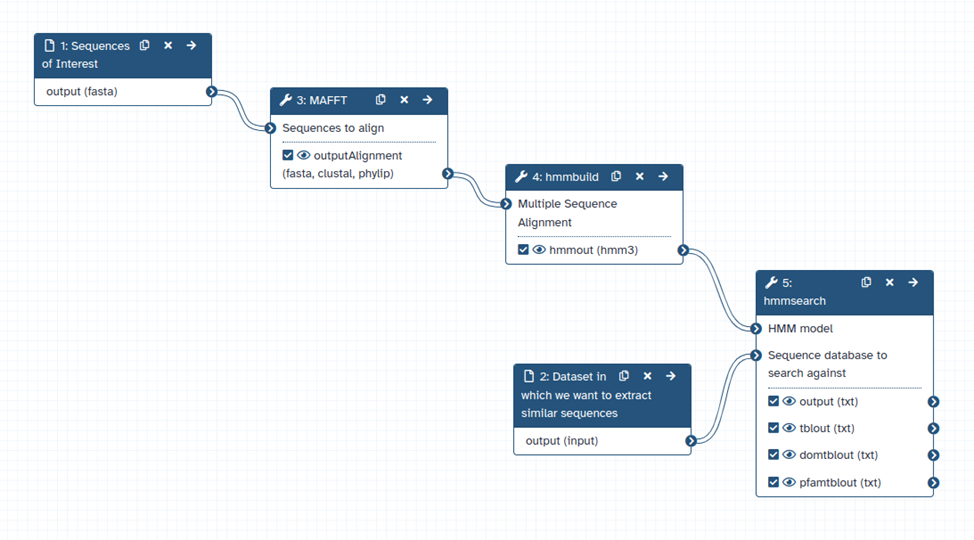 1: Sequences
of Interest
output (fasta)
3: MAFFT
Sequences to align
outputAlignment
(fasta, clustal, phylip)
4: hmmbuild
Multiple Sequence
Alignment
hmmout (hmm3)
5:
hmmsearch
HMM model
Sequence database to
search against
output (txt)
tblout (txt)
domtblout (txt)
pfamtblout (txt)
2: Dataset in
which we want to extract
similar sequences
output (input)